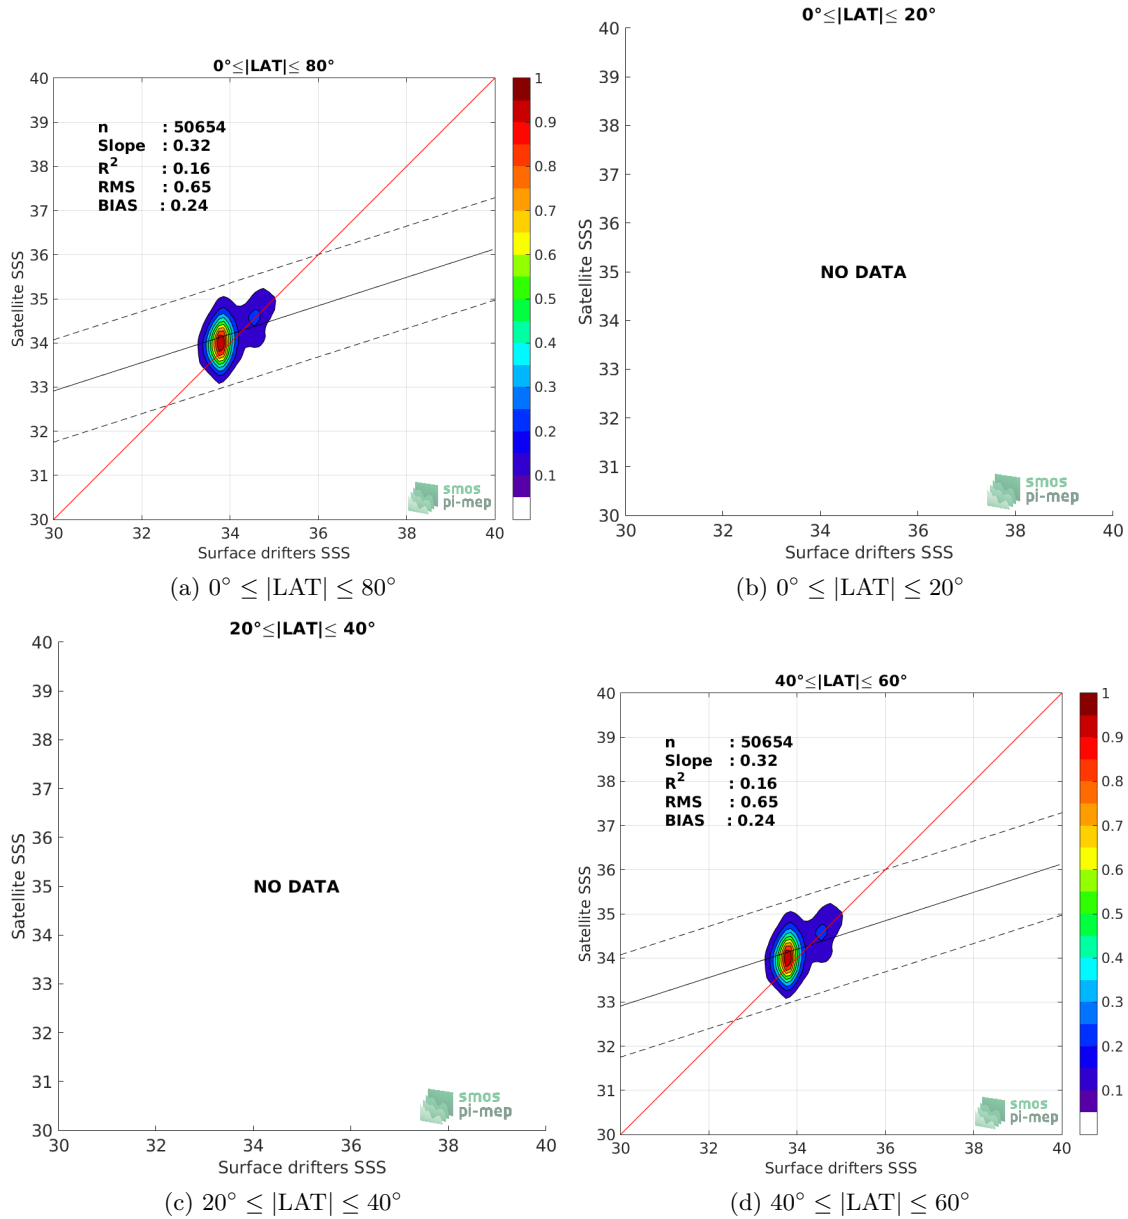 0°≤|LAT|≤ 80°
40
39
38
37
36
35
34
33
32
31
30
Satellite SSS
n : 50654
Slope : 0.32
R² : 0.16
RMS : 0.65
BIAS : 0.24
smos
pi-mep
30 32 34 36 38 40
Surface drifters SSS
1
0.9
0.8
0.7
0.6
0.5
0.4
0.3
0.2
0.1
(a) 0° ≤ |LAT| ≤ 80°
0°≤|LAT|≤ 20°
40
39
38
37
36
35
34
33
32
31
30
Satellite SSS
NO DATA
smos
pi-mep
30 32 34 36 38 40
Surface drifters SSS
(b) 0° ≤ |LAT| ≤ 20°
20°≤|LAT|≤ 40°
40
39
38
37
36
35
34
33
32
31
30
Satellite SSS
NO DATA
smos
pi-mep
30 32 34 36 38 40
Surface drifters SSS
(c) 20° ≤ |LAT| ≤ 40°
40°≤|LAT|≤ 60°
40
39
38
37
36
35
34
33
32
31
30
Satellite SSS
n : 50654
Slope : 0.32
R² : 0.16
RMS : 0.65
BIAS : 0.24
smos
pi-mep
30 32 34 36 38 40
Surface drifters SSS
1
0.9
0.8
0.7
0.6
0.5
0.4
0.3
0.2
0.1
(d) 40° ≤ |LAT| ≤ 60°